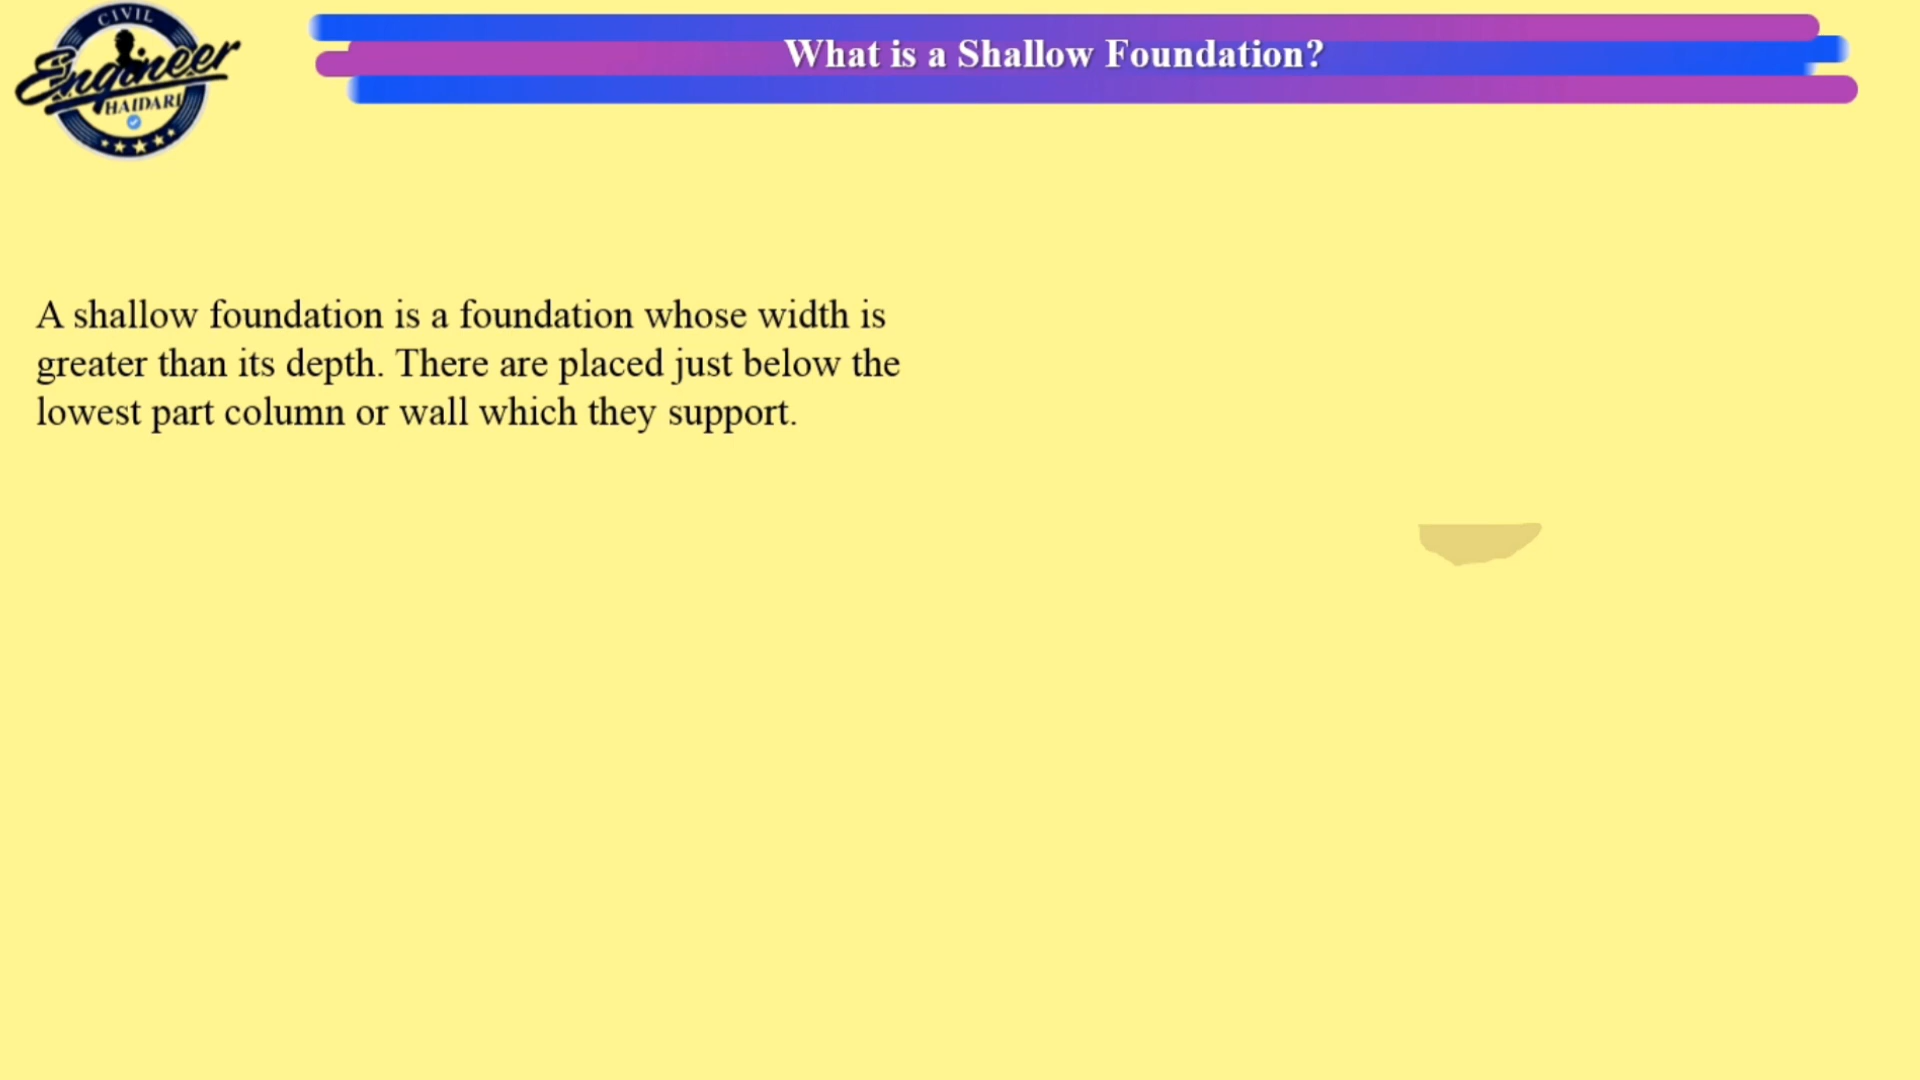 CIVIL
Engineer
HAIDARI
What is a Shallow Foundation?
A shallow foundation is a foundation whose width is
greater than its depth. There are placed just below the
lowest part column or wall which they support.